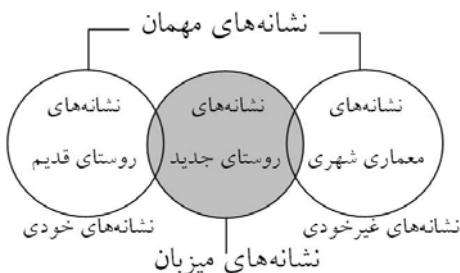 نشانه‌های مهمان
نشانه‌های
معماری شهری
نشانه‌های
روستای جدید
نشانه‌های
روستای قدیم
نشانه‌های غیرخودی
نشانه‌های خودی
نشانه‌های میزبان